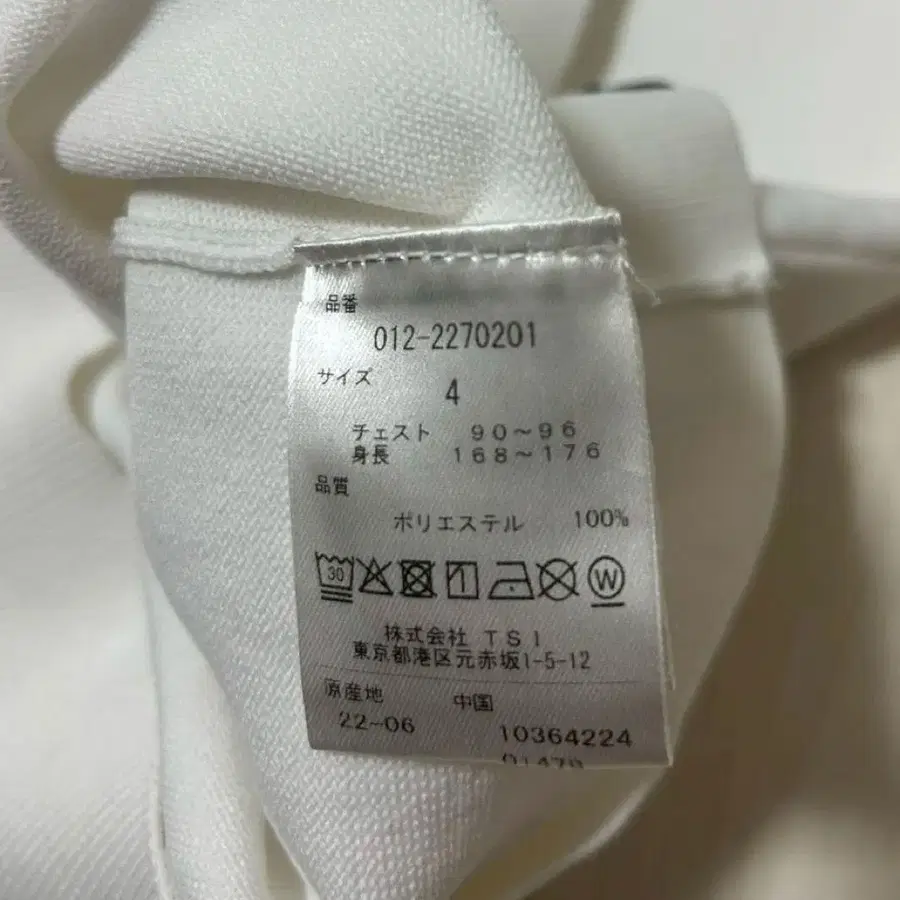 品番
012-2270201
サイズ
4
チェスト 90~96
身長 168~176
品質
ポリエステル 100%
30
W
株式会社 TSI
東京都港区元赤坂1-5-12
原産地 中国
22-06 10364224